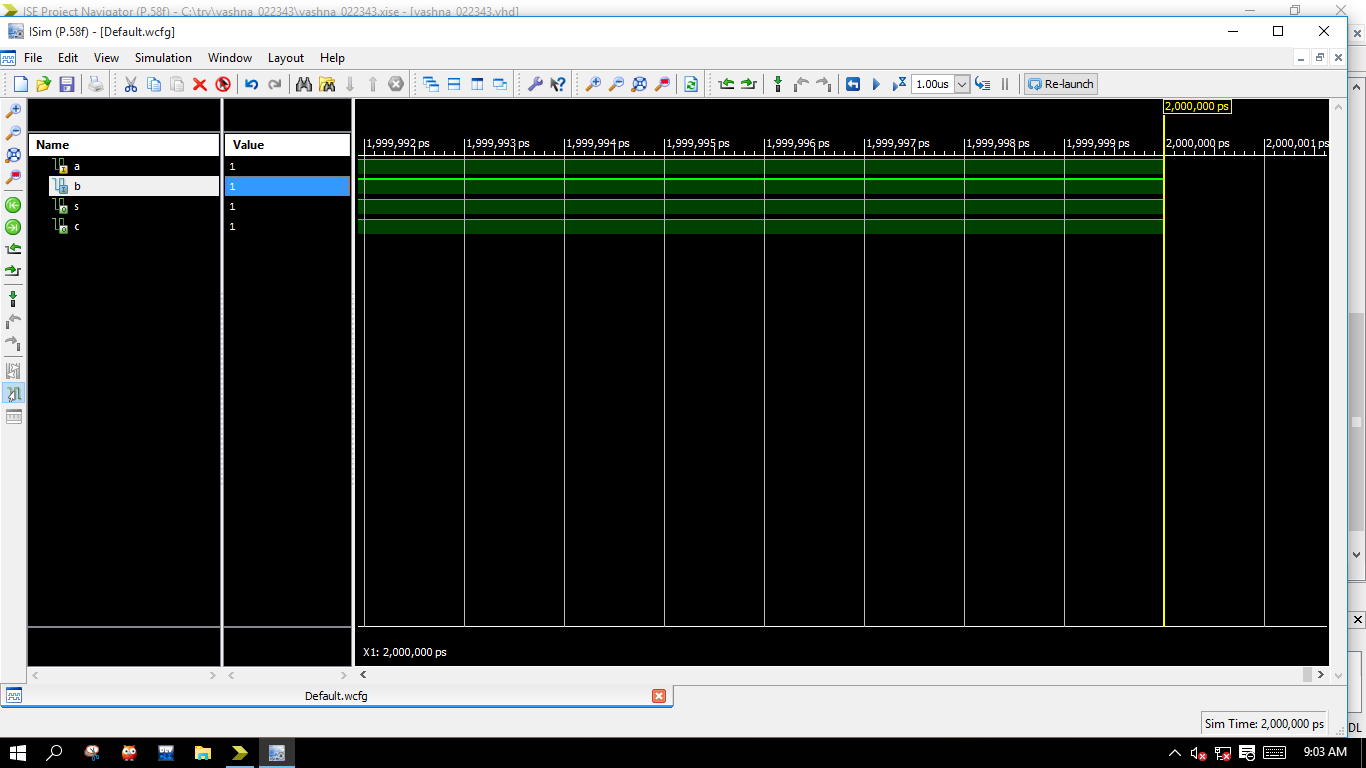 ISE Project Navigator (P.58f) - C:\try\vashna_022343\vashna_022343.xise - [vashna_022343.vhd]
ISim (P.58f) - [Default.wcfg]
File Edit View Simulation Window Layout Help
1.00us Re-launch
2,000,000 ps
Name Value
1,999,992 ps 1,999,993 ps 1,999,994 ps 1,999,995 ps 1,999,996 ps 1,999,997 ps 1,999,998 ps 1,999,999 ps 2,000,000 ps 2,000,001 ps
a 1
b 1
s 1
c 1
X1: 2,000,000 ps
Default.wcfg
Sim Time: 2,000,000 ps
DL
9:03 AM